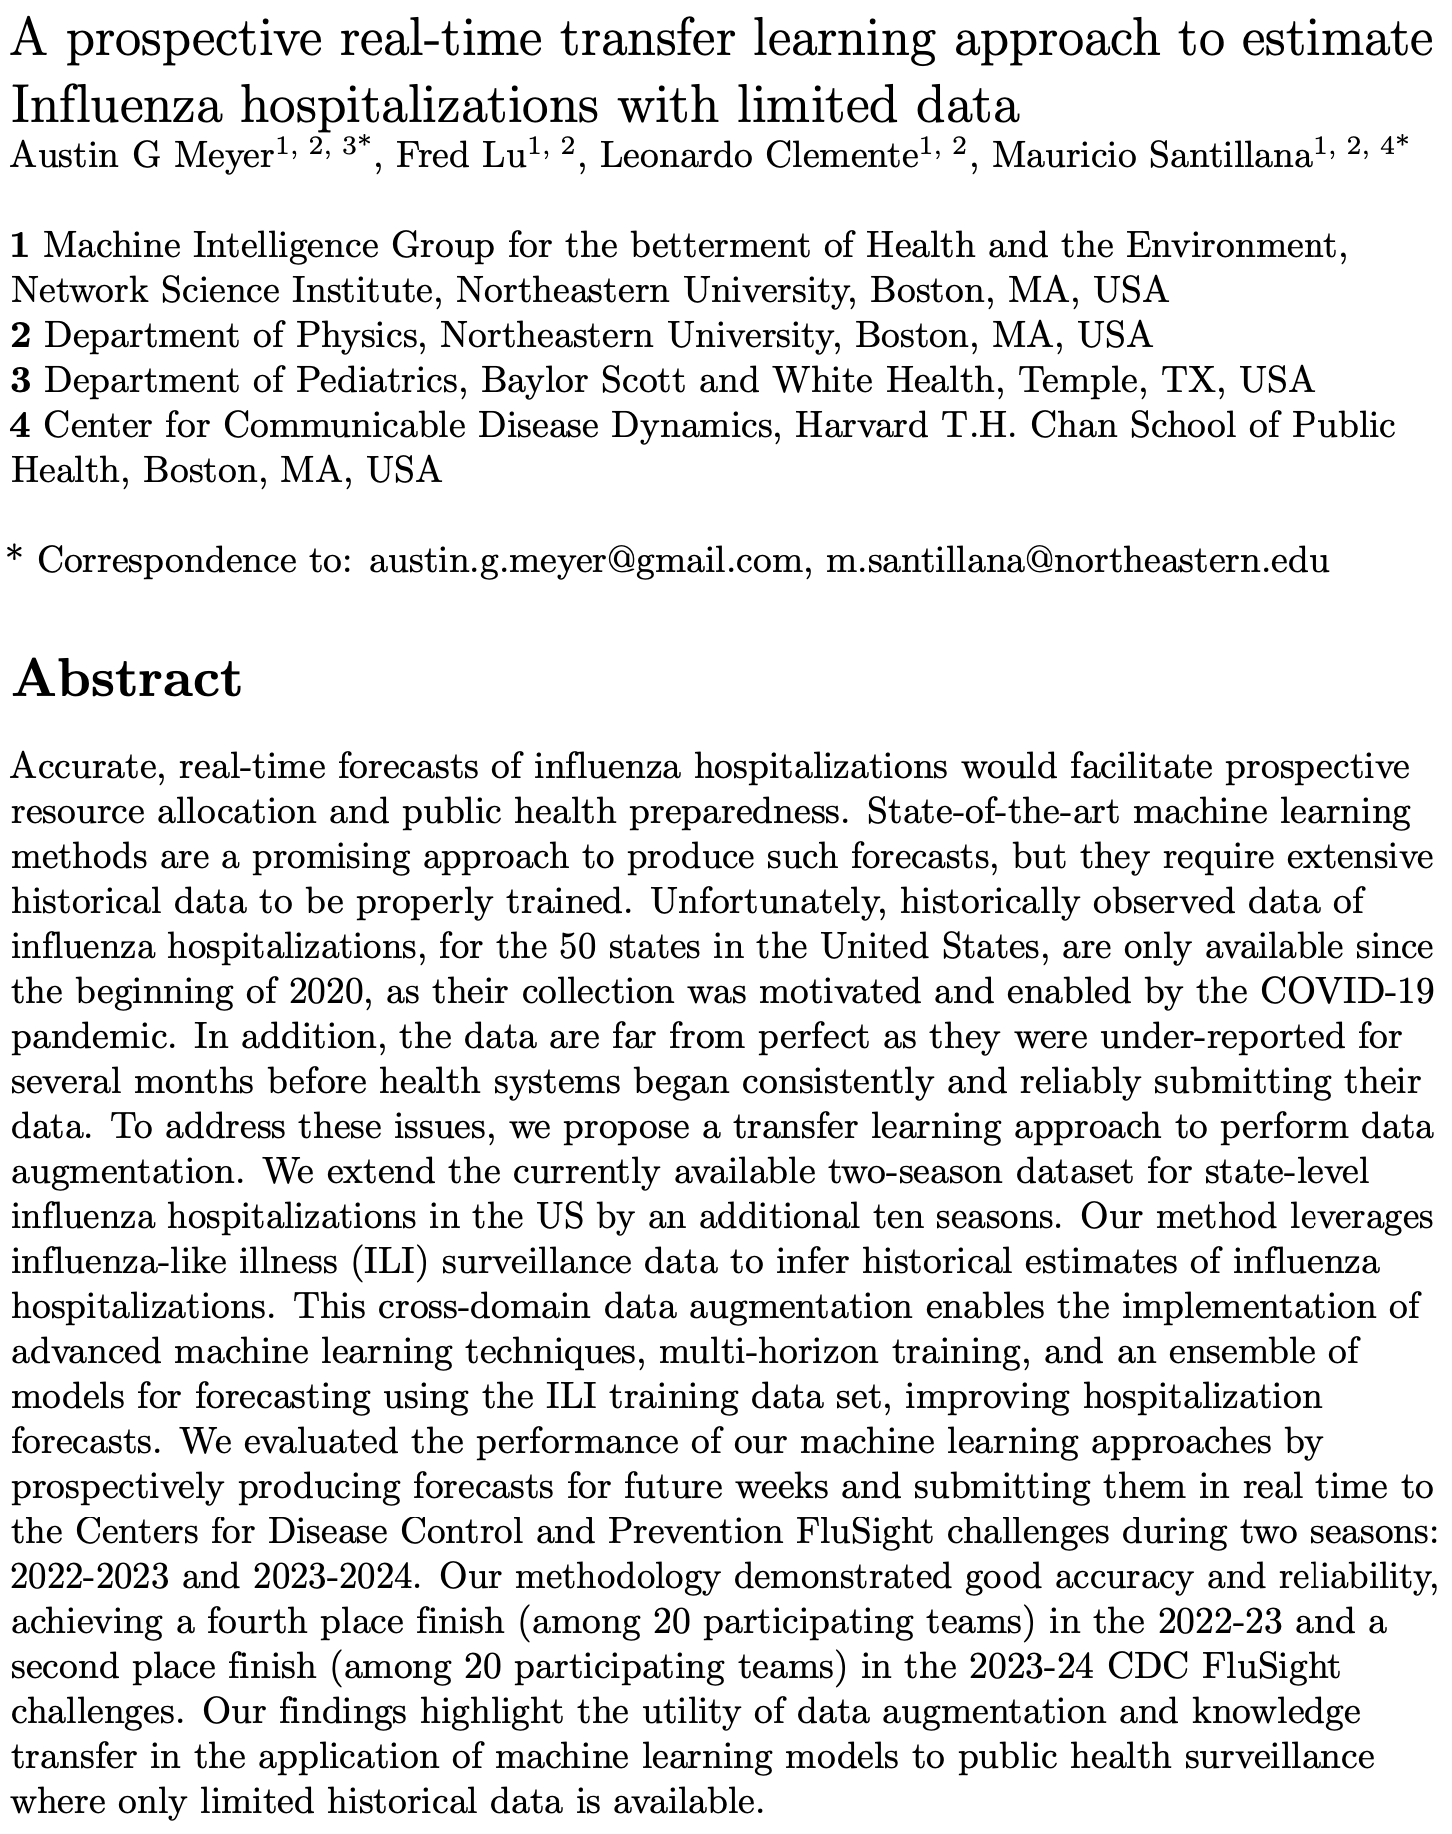 A prospective real-time transfer learning approach to estimate
Influenza hospitalizations with limited data
Austin G Meyer1, 2, 3*, Fred Lu1, 2, Leonardo Clemente1, 2, Mauricio Santillana1, 2, 4*
1 Machine Intelligence Group for the betterment of Health and the Environment,
Network Science Institute, Northeastern University, Boston, MA, USA
2 Department of Physics, Northeastern University, Boston, MA, USA
3 Department of Pediatrics, Baylor Scott and White Health, Temple, TX, USA
4 Center for Communicable Disease Dynamics, Harvard T.H. Chan School of Public
Health, Boston, MA, USA
* Correspondence to: austin.g.meyer@gmail.com, m.santillana@northeastern.edu
Abstract
Accurate, real-time forecasts of influenza hospitalizations would facilitate prospective
resource allocation and public health preparedness. State-of-the-art machine learning
methods are a promising approach to produce such forecasts, but they require extensive
historical data to be properly trained. Unfortunately, historically observed data of
influenza hospitalizations, for the 50 states in the United States, are only available since
the beginning of 2020, as their collection was motivated and enabled by the COVID-19
pandemic. In addition, the data are far from perfect as they were under-reported for
several months before health systems began consistently and reliably submitting their
data. To address these issues, we propose a transfer learning approach to perform data
augmentation. We extend the currently available two-season dataset for state-level
influenza hospitalizations in the US by an additional ten seasons. Our method leverages
influenza-like illness (ILI) surveillance data to infer historical estimates of influenza
hospitalizations. This cross-domain data augmentation enables the implementation of
advanced machine learning techniques, multi-horizon training, and an ensemble of
models for forecasting using the ILI training data set, improving hospitalization
forecasts. We evaluated the performance of our machine learning approaches by
prospectively producing forecasts for future weeks and submitting them in real time to
the Centers for Disease Control and Prevention FluSight challenges during two seasons:
2022-2023 and 2023-2024. Our methodology demonstrated good accuracy and reliability,
achieving a fourth place finish (among 20 participating teams) in the 2022-23 and a
second place finish (among 20 participating teams) in the 2023-24 CDC FluSight
challenges. Our findings highlight the utility of data augmentation and knowledge
transfer in the application of machine learning models to public health surveillance
where only limited historical data is available.